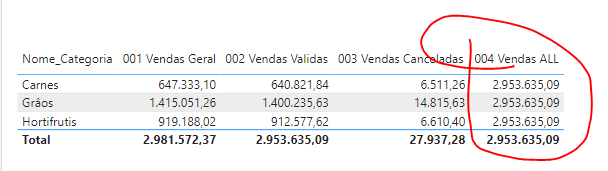 Nome_Categoria 001 Vendas Geral 002 Vendas Validas 003 Vendas Canceladas 004 Vendas ALL
Carnes 647.333,10 640.821,84 6.511,26 2.953.635,09
Grãos 1.415.051,26 1.400.235,63 14.815,63 2.953.635,09
Hortifrutis 919.188,02 912.577,62 6.610,40 2.953.635,09
Total 2.981.572,37 2.953.635,09 27.937,28 2.953.635,09